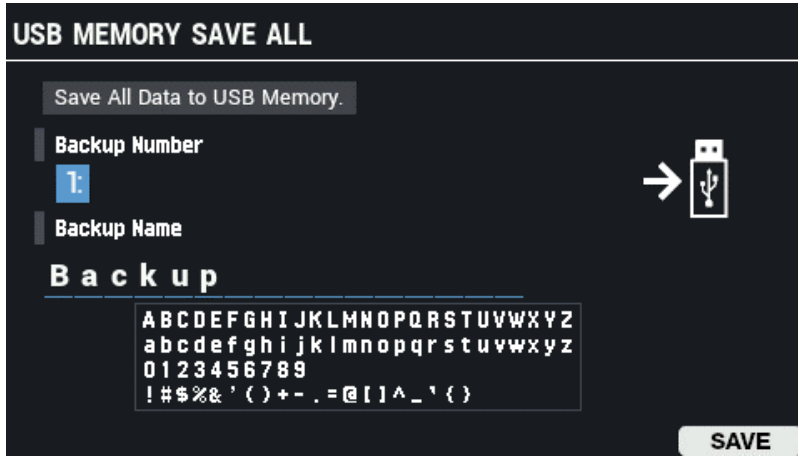 USB MEMORY SAVE ALL
Save All Data to USB Memory.
Backup Number
1:
Backup Name
Backup
ABCDEFGHIJKLMNOPQRSTUVWXYZ
abcdefghijklmnopqrstuvwxyz
0123456789
!#$%&'()+-.=@[]^_`{}
SAVE